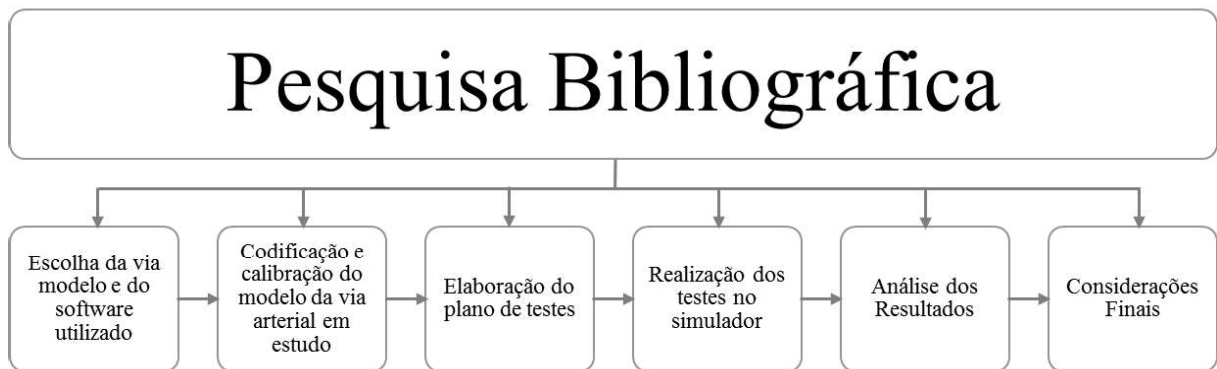 Pesquisa Bibliográfica
Escolha da via
modelo e do
software
utilizado
Codificação e
calibração do
modelo da via
arterial em
estudo
Elaboração do
plano de testes
Realização dos
testes no
simulador
Análise dos
Resultados
Considerações
Finais